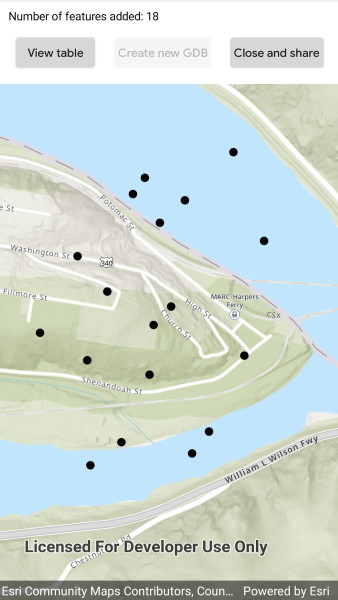 Number of features added: 18
View table
Create new GDB
Close and share
Potomac St
e St
Washington St
340
MARC-Harpers
Ferry
Fillmore St
High St
CSX
Church St
Shenandoah St
William L Wilson Fwy
Licensed For Developer Use Only
Esri Community Maps Contributors, Coun... Powered by Esri